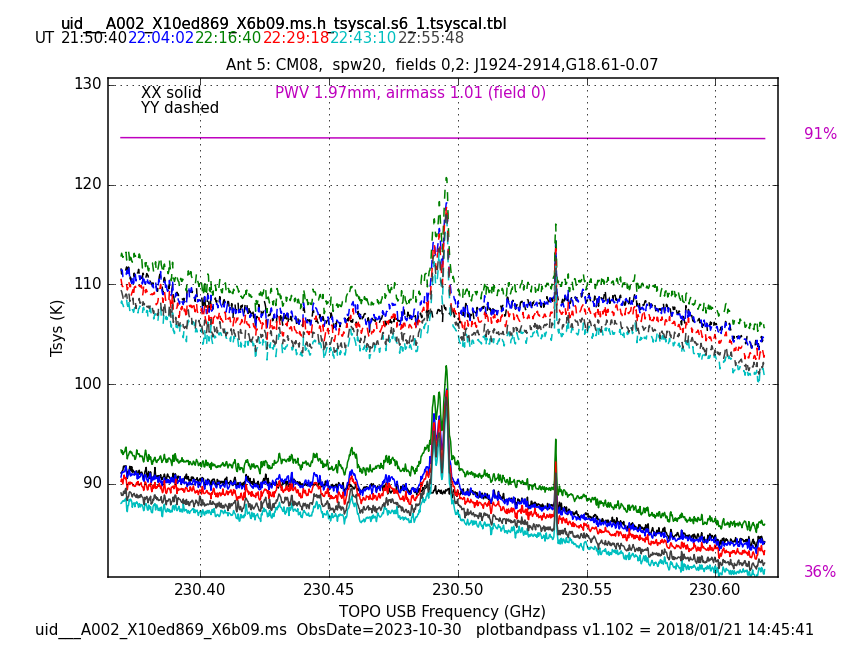 uid___A002_X10ed869_X6b09.ms.h_tsyscal.s6_1.tsyscal.tbl
UT 21:50:40 22:04:02 22:16:40 22:29:18 22:43:10 22:55:48
Ant 5: CM08,  spw20,  fields 0,2: J1924-2914,G18.61-0.07
XX solid
YY dashed
PWV 1.97mm, airmass 1.01 (field 0)
130
120
110
100
90
Tsys (K)
91%
36%
230.40 230.45 230.50 230.55 230.60
TOPO USB Frequency (GHz)
uid___A002_X10ed869_X6b09.ms  ObsDate=2023-10-30   plotbandpass v1.102 = 2018/01/21 14:45:41